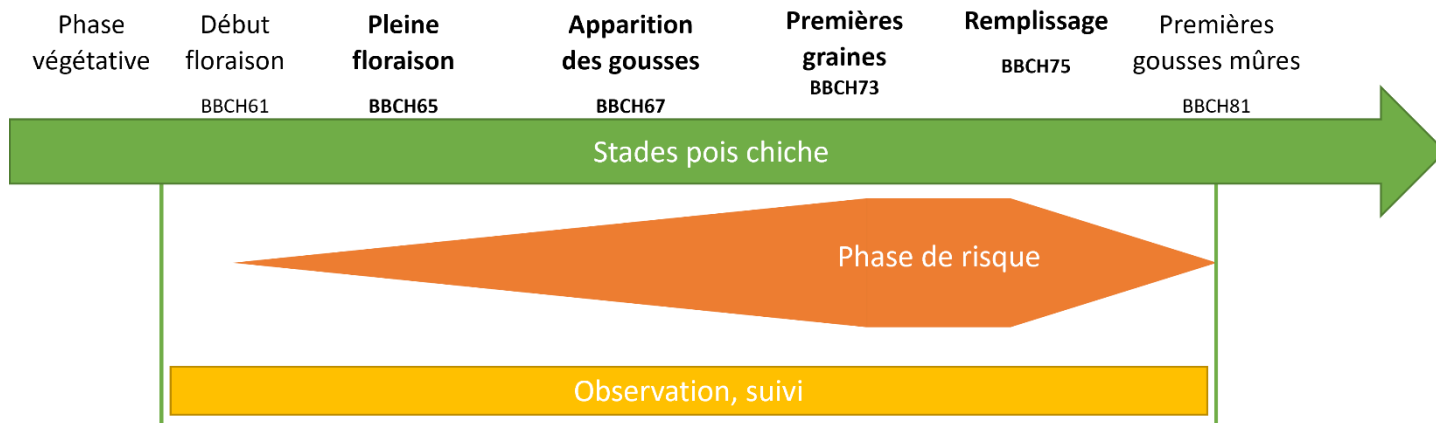 Phase
végétative
Début
floraison
BBCH61
Pleine
floraison
BBCH65
Apparition
des gousses
BBCH67
Premières
graines
BBCH73
Remplissage
BBCH75
Premières
gousses mûres
BBCH81
Stades pois chiche
Phase de risque
Observation, suivi